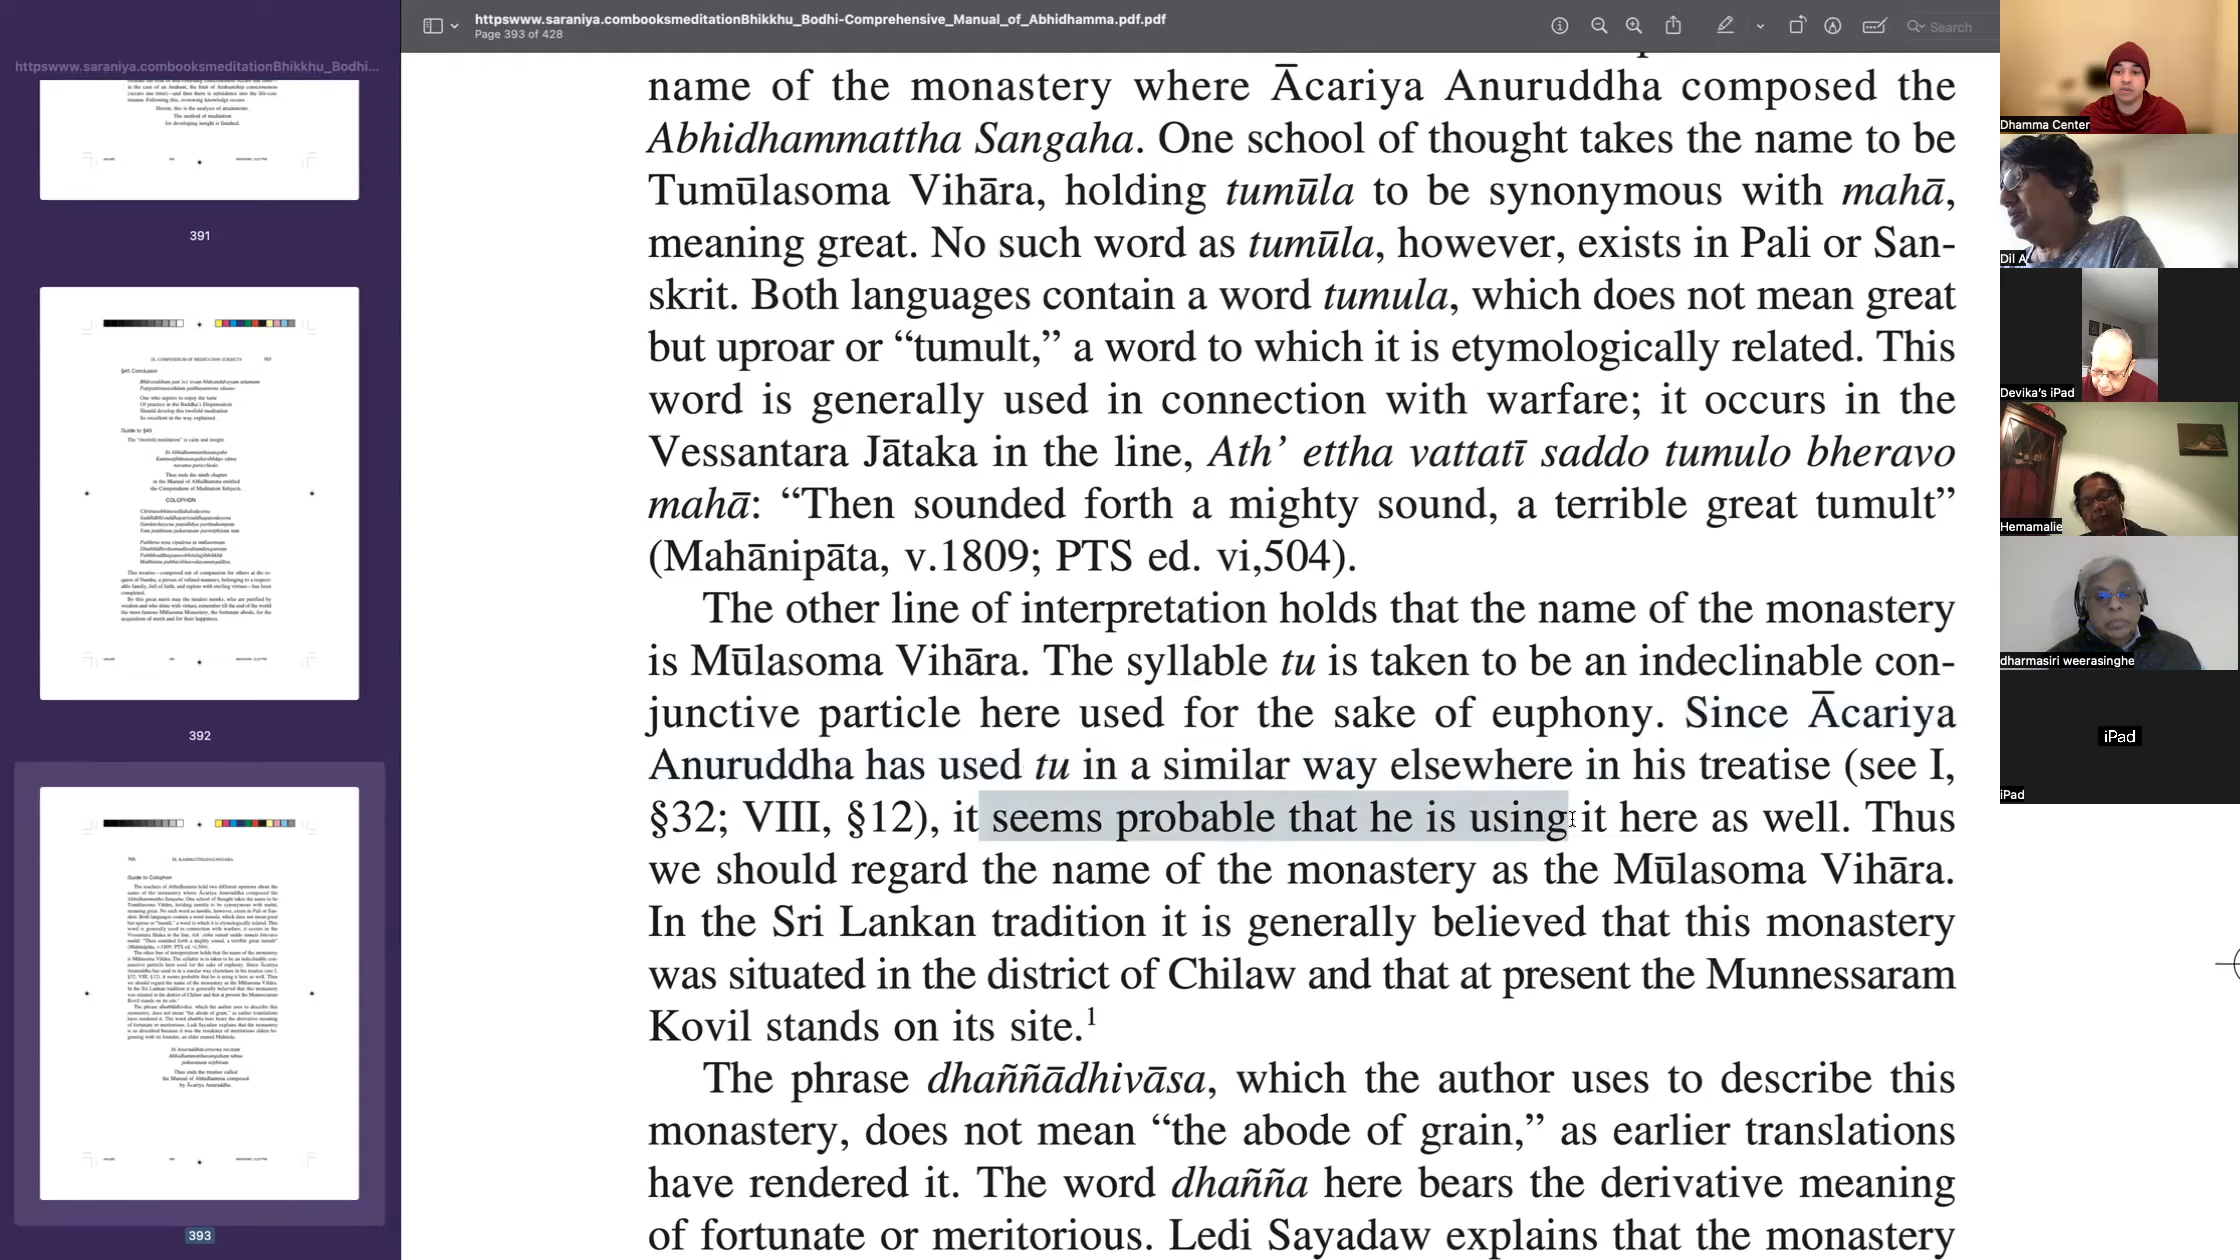 httpswww.saraniya.combooksmeditationBhikkhu_Bodhi...
391
392
393
httpswww.saraniya.combooksmeditationBhikkhu_Bodhi-Comprehensive_Manual_of_Abhidhamma.pdf.pdf
Page 393 of 428
Search
name of the monastery where Ācariya Anuruddha composed the
Abhidhammattha Sangaha. One school of thought takes the name to be
Tumūlasoma Vihāra, holding tumūla to be synonymous with mahā,
meaning great. No such word as tumūla, however, exists in Pali or San-
skrit. Both languages contain a word tumula, which does not mean great
but uproar or “tumult,” a word to which it is etymologically related. This
word is generally used in connection with warfare; it occurs in the
Vessantara Jātaka in the line, Ath’ ettha vattatī saddo tumulo bheravo
mahā: “Then sounded forth a mighty sound, a terrible great tumult”
(Mahānipāta, v.1809; PTS ed. vi,504).
The other line of interpretation holds that the name of the monastery
is Mūlasoma Vihāra. The syllable tu is taken to be an indeclinable con-
junctive particle here used for the sake of euphony. Since Ācariya
Anuruddha has used tu in a similar way elsewhere in his treatise (see I,
§32; VIII, §12), it seems probable that he is using it here as well. Thus
we should regard the name of the monastery as the Mūlasoma Vihāra.
In the Sri Lankan tradition it is generally believed that this monastery
was situated in the district of Chilaw and that at present the Munnessaram
Kovil stands on its site.1
The phrase dhaññādhivāsa, which the author uses to describe this
monastery, does not mean “the abode of grain,” as earlier translations
have rendered it. The word dhañña here bears the derivative meaning
of fortunate or meritorious. Ledi Sayadaw explains that the monastery
Dhamma Center
Dil A
Devika’s iPad
Hemamalie
dharmasiri weerasinghe
iPad
iPad